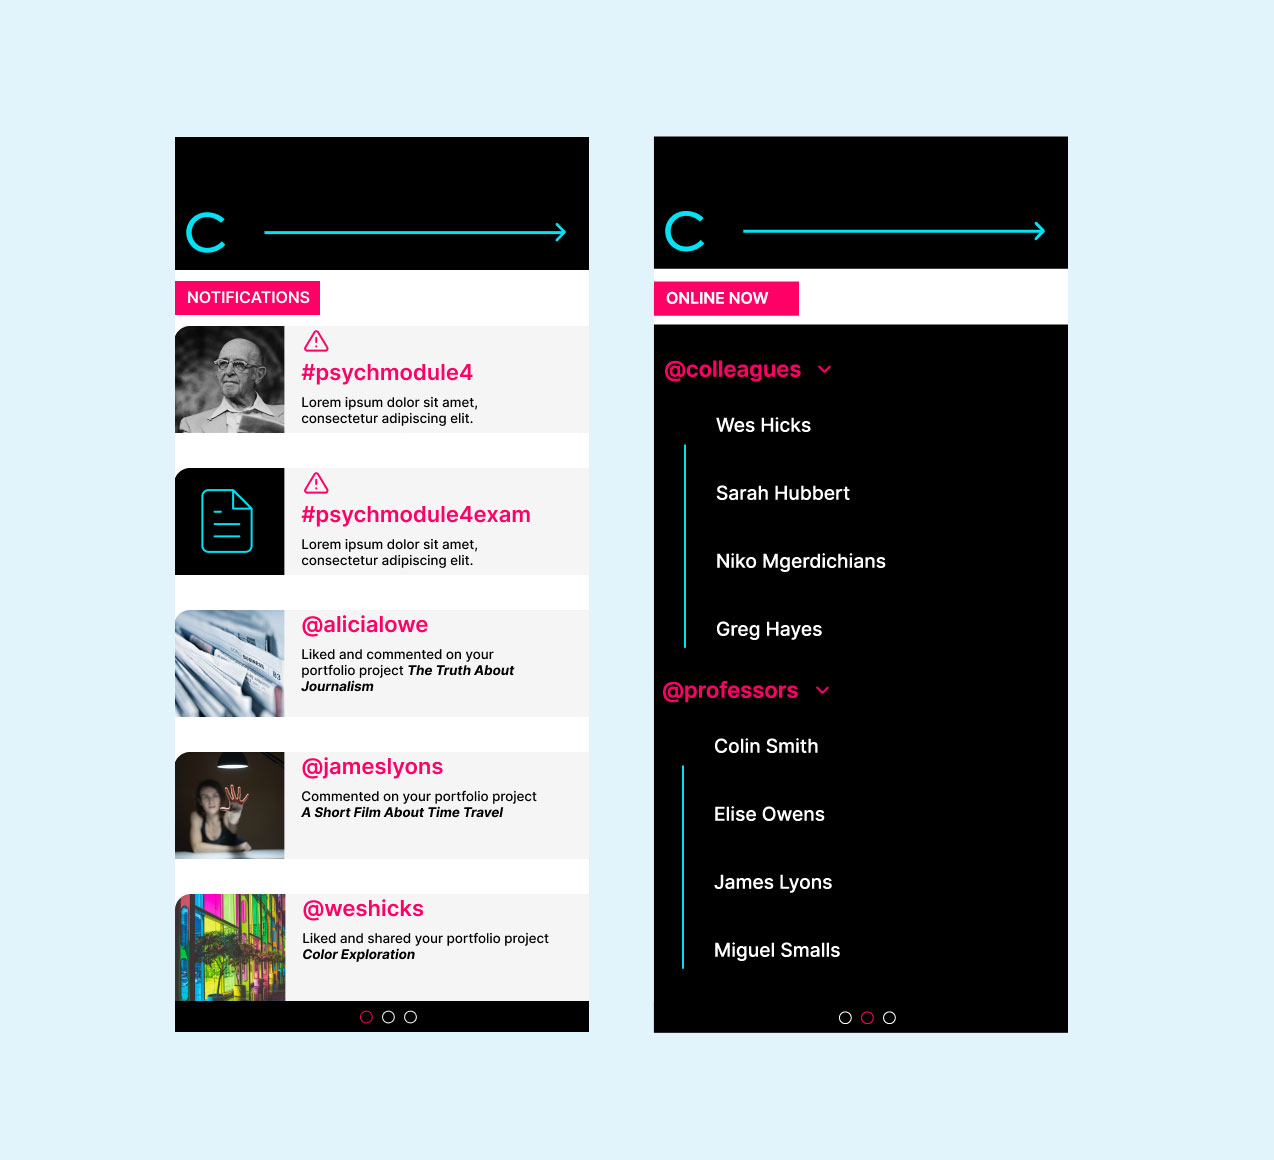 C
NOTIFICATIONS
#psychmodule4
Lorem ipsum dolor sit amet,
consectetur adipiscing elit.
#psychmodule4exam
Lorem ipsum dolor sit amet,
consectetur adipiscing elit.
BUSINESS
B3
@alicialowe
Liked and commented on your
portfolio project The Truth About
Journalism
@jameslyons
Commented on your portfolio project
A Short Film About Time Travel
@weshicks
Liked and shared your portfolio project
Color Exploration
C
ONLINE NOW
@colleagues
Wes Hicks
Sarah Hubbert
Niko Mgerdichians
Greg Hayes
@professors
Colin Smith
Elise Owens
James Lyons
Miguel Smalls